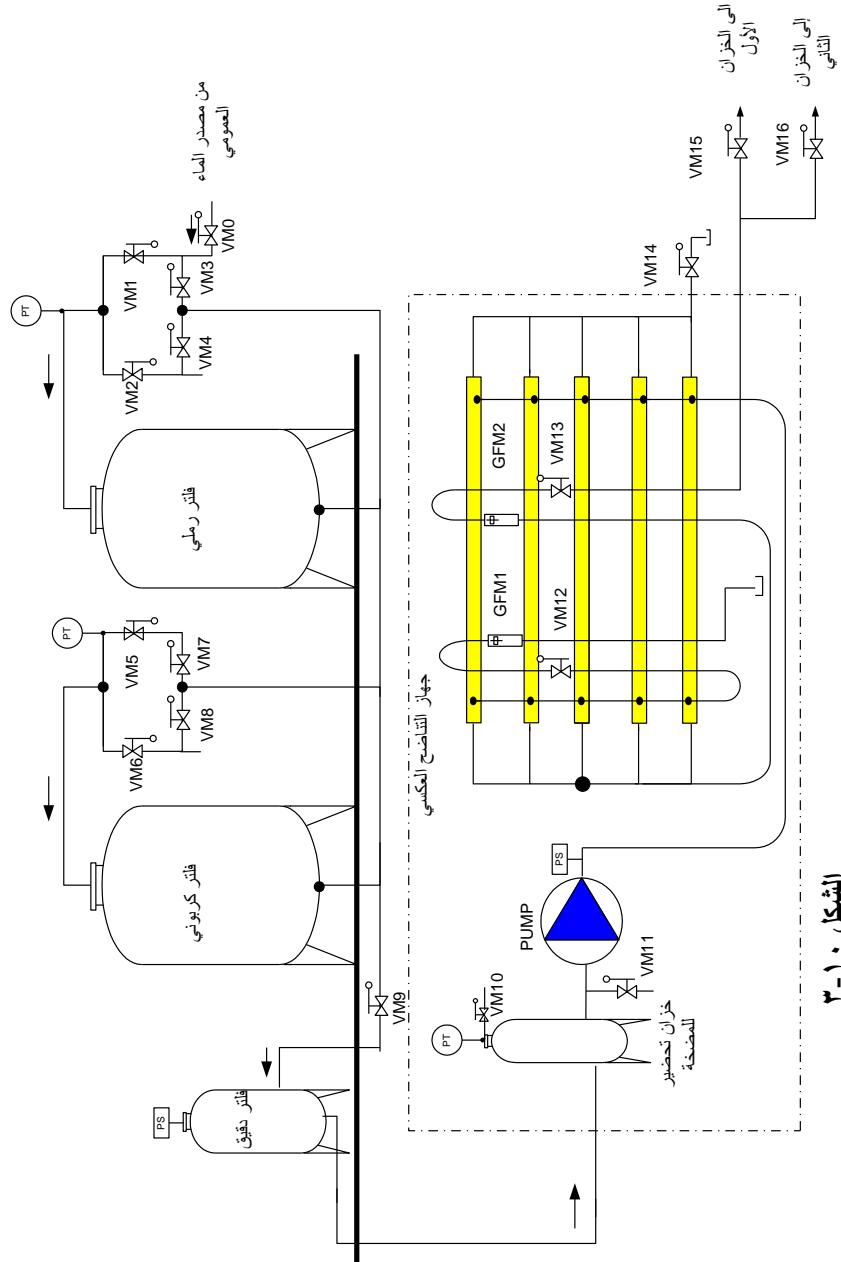 الى الخزان
الأول
إلى الخزان
الثاني
VM15
VM16
من مصدر الماء
العمومي
VM0
PT
VM1
VM3
VM2
VM4
فلتر رملي
PT
VM5
VM7
VM6
VM8
فلتر كربوني
VM9
PS
فلتر دقيق
VM14
GFM2
VM13
GFM1
VM12
جهاز التناضح العكسي
PS
PUMP
VM11
PT
VM10
خزان تحضير
للمضخة
الشكل ١٠-٣